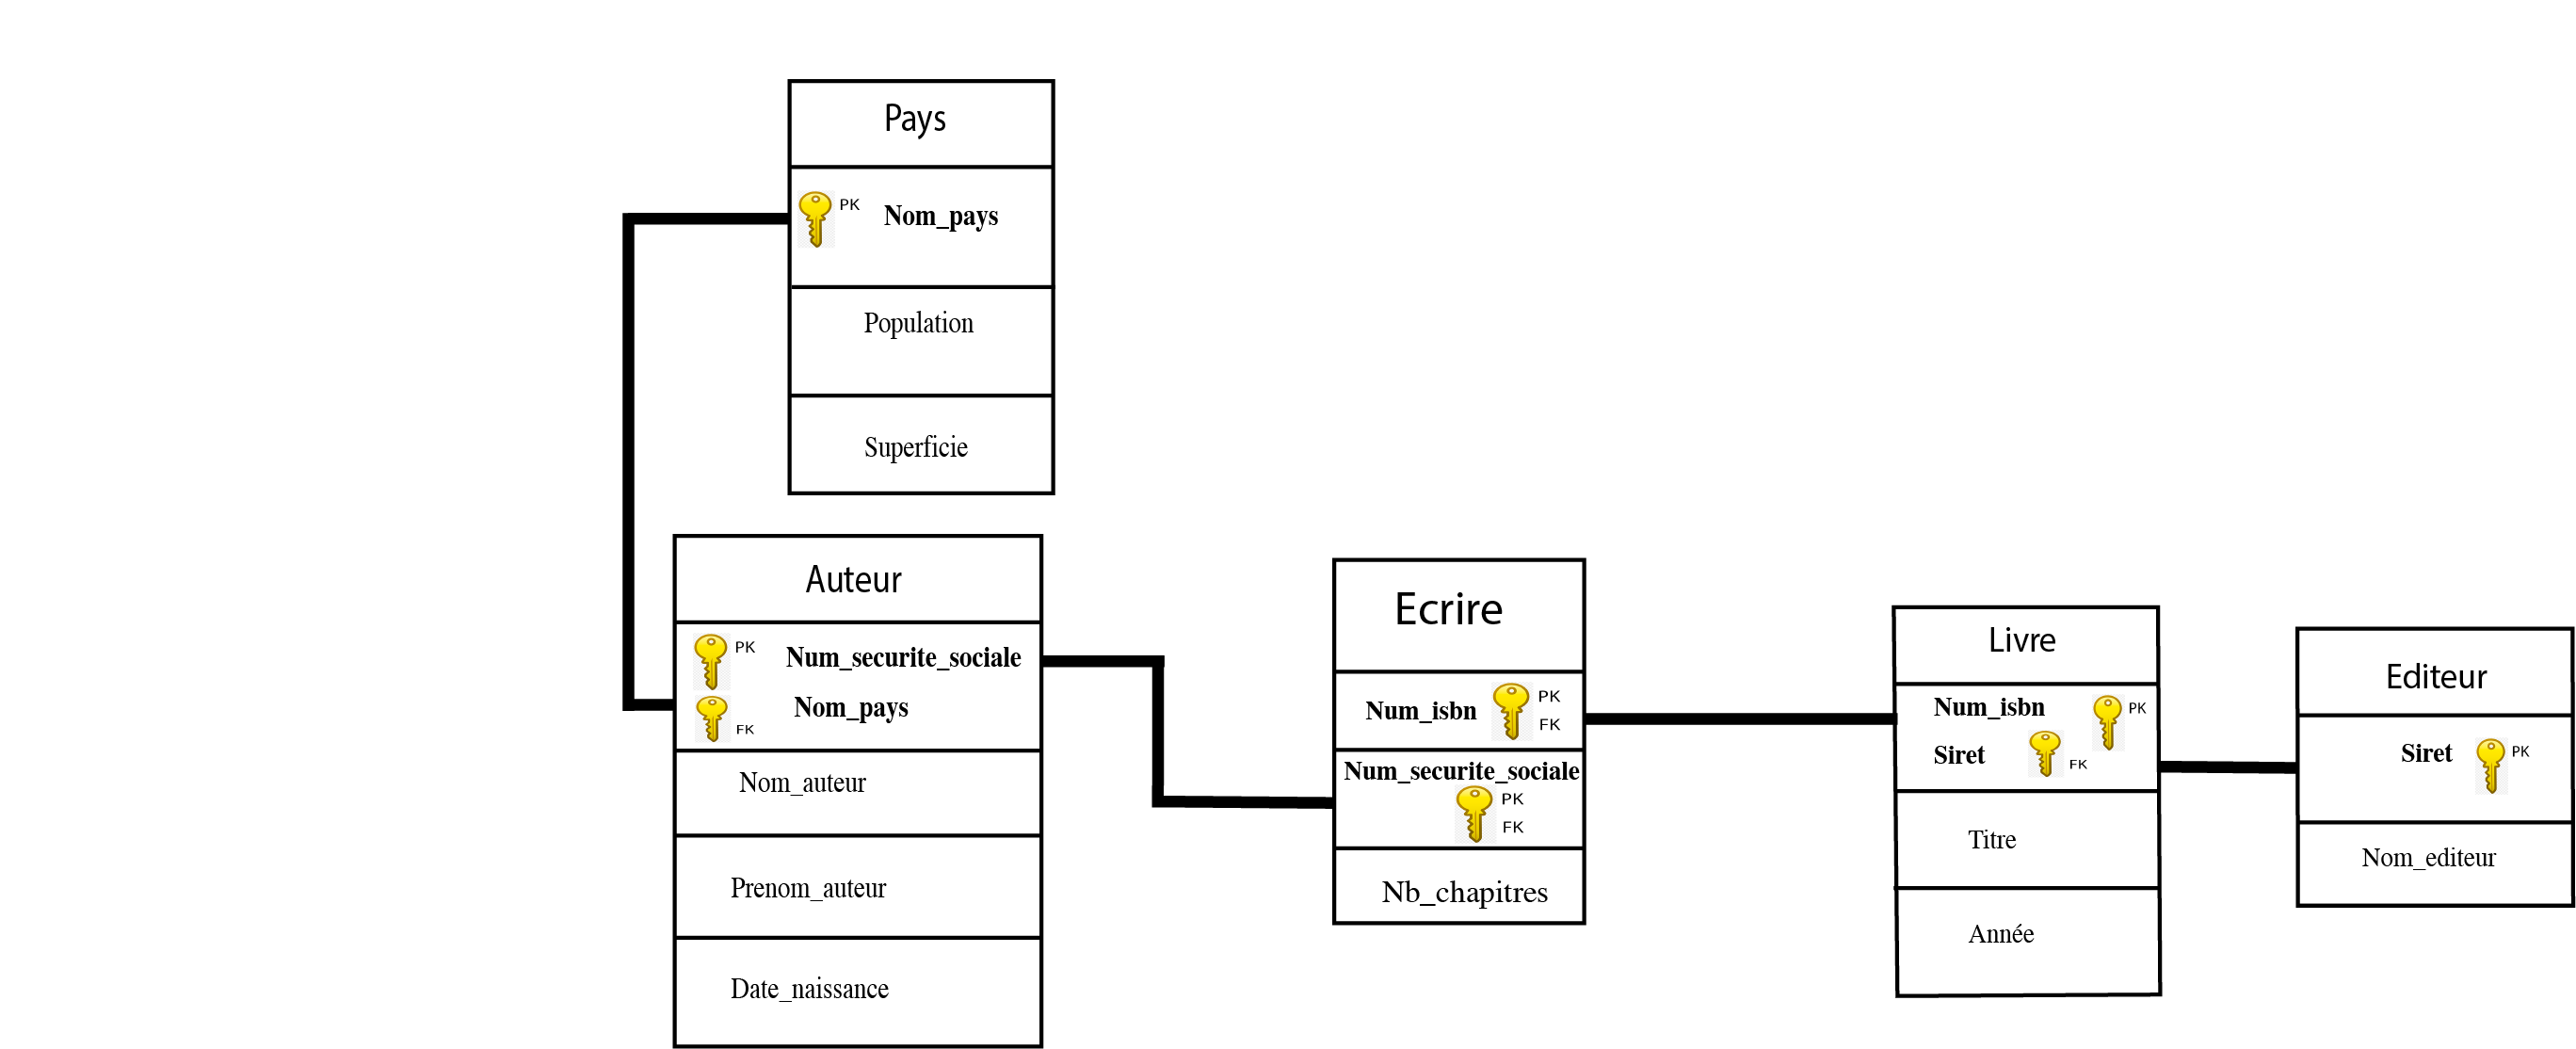 Pays
PK Nom_pays
Population
Superficie
Auteur
PK Num_securite_sociale
Nom_pays
FK
Nom_auteur
Prenom_auteur
Date_naissance
Ecrire
PK
Num_isbn
FK
Num_securite_sociale
PK
FK
Nb_chapitres
Livre
Num_isbn PK
Siret FK
Titre
Année
Editeur
Siret PK
Nom_editeur